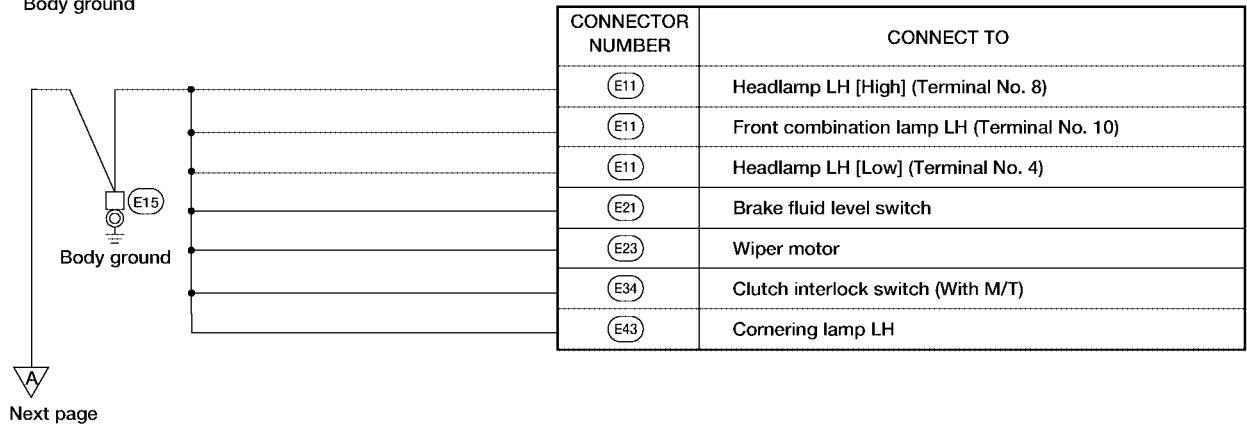 Body ground
CONNECTOR NUMBER
CONNECT TO
E11 Headlamp LH [High] (Terminal No. 8)
E11 Front combination lamp LH (Terminal No. 10)
E11 Headlamp LH [Low] (Terminal No. 4)
E15
E21 Brake fluid level switch
Body ground
E23 Wiper motor
E34 Clutch interlock switch (With M/T)
E43 Cornering lamp LH
A
Next page